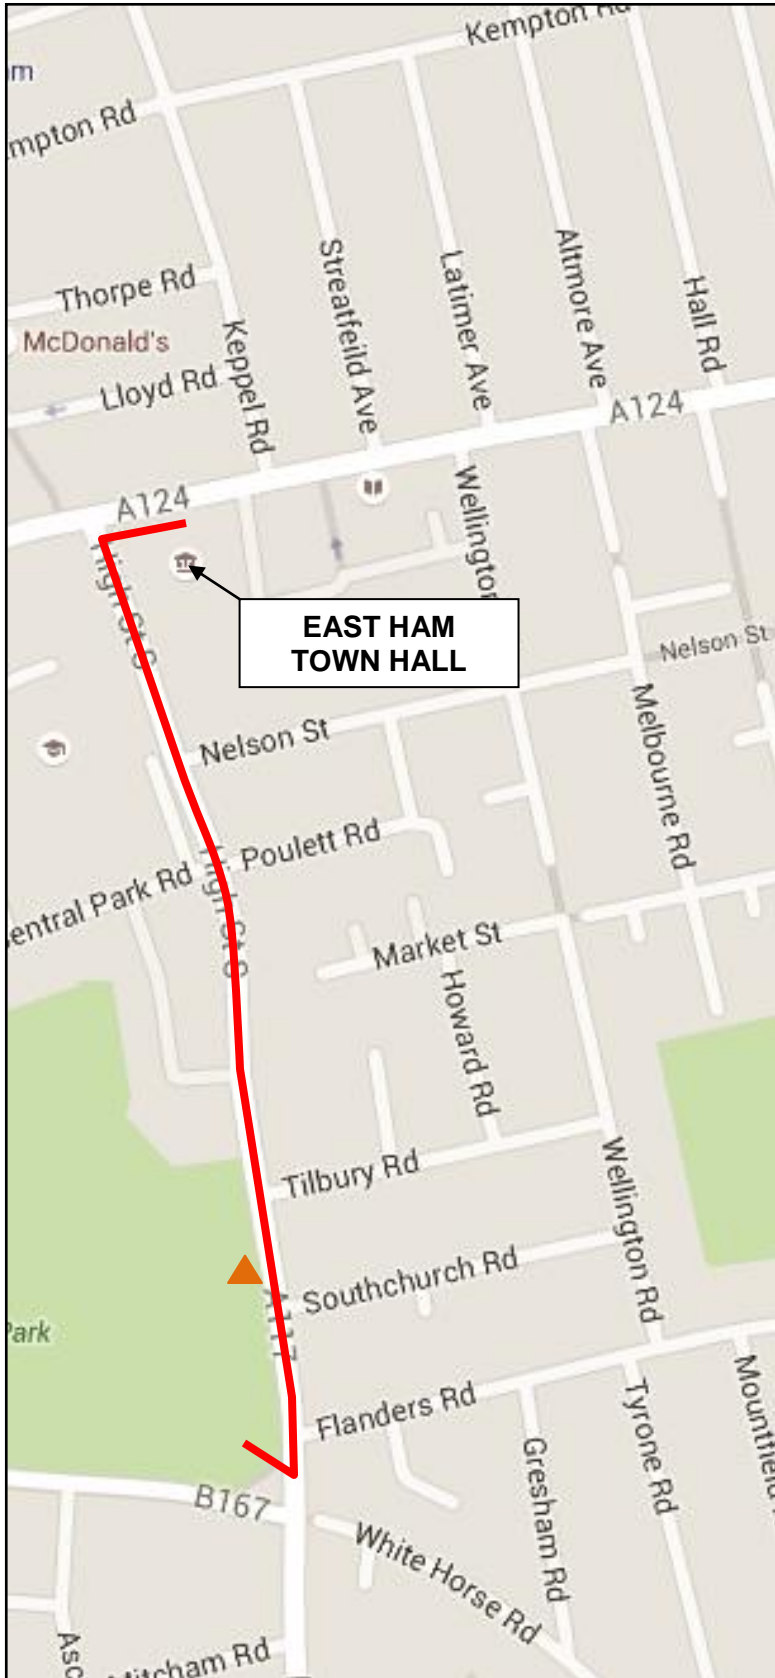 Kempton Rd
om
mpton Rd
Thorpe Rd
McDonald's
Lloyd Rd
Keppel Rd
Streatfeild Ave
Latimer Ave
Altmore Ave
Hall Rd
A124
A124
High St S
Wellington
EAST HAM
TOWN HALL
Nelson St
Nelson St
Melbourne Rd
Poulett Rd
entral Park Rd
High St S
Market St
Howard Rd
Tilbury Rd
Wellington Rd
Southchurch Rd
A117
Park
Flanders Rd
Gresham Rd
Tyrone Rd
Mountfield
B167
White Horse Rd
Asc
Mitcham Rd